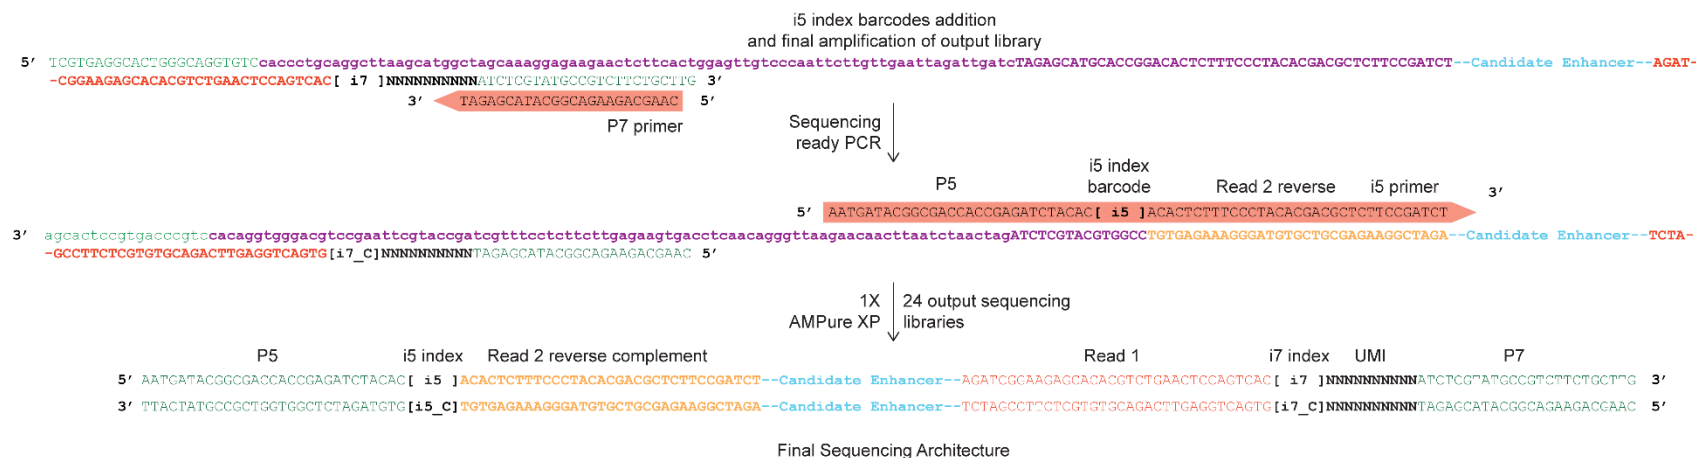 i5 index barcodes addition
and final amplification of output library
5’ TCGTGAGGCACTGGGCAGGTGTCcaccctgcaggcttaagcatggctagcaaaggagaagaactcttcactggagttgtcccaattcttgttgaattagattgatcTAGAGCATGCACCGGACACTCTTTCCCTACACGACGCTCTTCCGATCT--Candidate Enhancer--AGAT-
-CGGAAGAGCACACGTCTGAACTCCAGTCAC[ i7 ]NNNNNNNNNNATCTCGTATGCCGTCTTCTGCTTG 3’
3’ TAGAGCATACGGCAGAAGACGAAC 5’
P7 primer
Sequencing
ready PCR
P5
i5 index
barcode
Read 2 reverse
i5 primer
5’ AATGATACGGCGACCACCGAGATCTACAC[ i5 ]ACACTCTTTCCCTACACGACGCTCTTCCGATCT 3’
3’ agcactccgtgacccgtccacaggtgggacgtccgaattcgtaccgatcgtttcctcttcttgagaagtgacctcaacagggttaagaacaacttaatctaactagATCTCGTACGTGGCCTGTGAGAAAGGGATGTGCTGCGAGAAGGCTAGA--Candidate Enhancer--TCTA-
-GCCTTCTCGTGTGCAGACTTGAGGTCAGTG[i7_C]NNNNNNNNNNTAGAGCATACGGCAGAAGACGAAC 5’
1X
AMPure XP
24 output sequencing
libraries
P5 i5 index Read 2 reverse complement Read 1 i7 index UMI P7
5’ AATGATACGGCGACCACCGAGATCTACAC[ i5 ]ACACTCTTTCCCTACACGACGCTCTTCCGATCT--Candidate Enhancer--AGATCGGAAGAGCACACGTCTGAACTCCAGTCAC[ i7 ]NNNNNNNNNNATCTCGTATGCCGTCTTCTGCTTG 3’
3’ TTACTATGCCGCTGGTGGCTCTAGATGTG[i5_C]TGTGAGAAAGGGATGTGCTGCGAGAAGGCTAGA--Candidate Enhancer--TCTAGCCTTCTCGTGTGCAGACTTGAGGTCAGTG[i7_C]NNNNNNNNNNTAGAGCATACGGCAGAAGACGAAC 5’
Final Sequencing Architecture